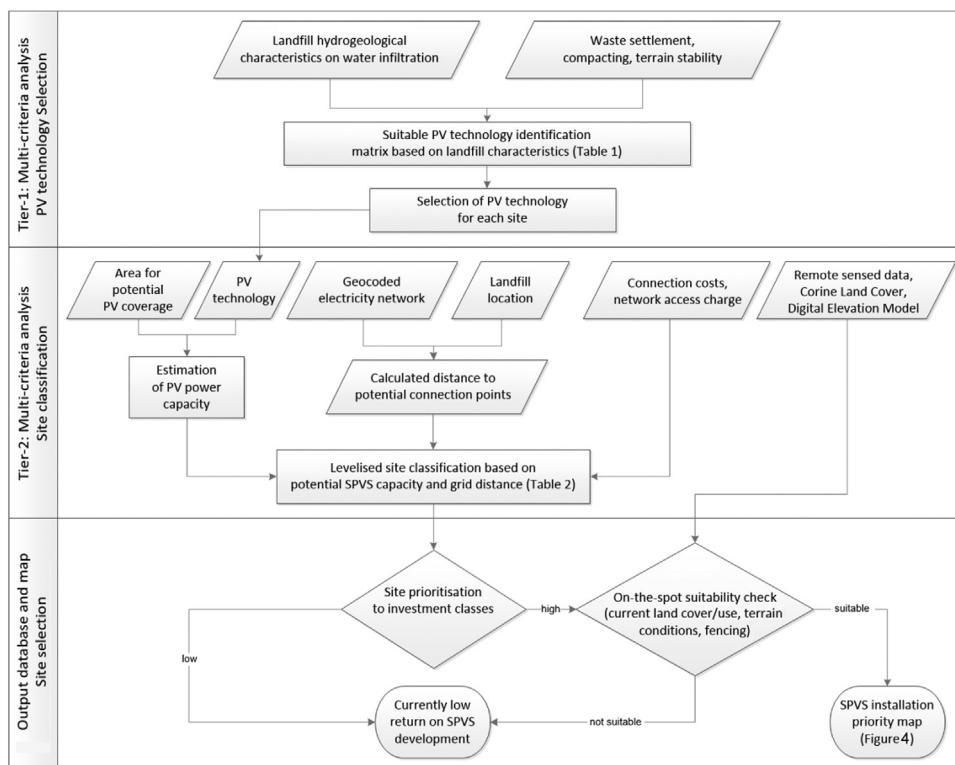 Tier-1: Multi-criteria analysis
PV technology Selection
Landfill hydrogeological
characteristics on water infiltration
Waste settlement,
compacting, terrain stability
Suitable PV technology identification
matrix based on landfill characteristics (Table 1)
Selection of PV technology
for each site
Tier-2: Multi-criteria analysis
Site classification
Area for
potential
PV coverage
PV
technology
Geocoded
electricity network
Landfill
location
Connection costs,
network access charge
Remote sensed data,
Corine Land Cover,
Digital Elevation Model
Estimation
of PV power
capacity
Calculated distance to
potential connection points
Levelised site classification based on
potential SPVS capacity and grid distance (Table 2)
Output database and map
Site selection
Site prioritisation
to investment classes
high
On-the-spot suitability check
(current land cover/use, terrain
conditions, fencing)
suitable
low
Currently low
return on SPVS
development
not suitable
SPVS installation
priority map
(Figure 4)